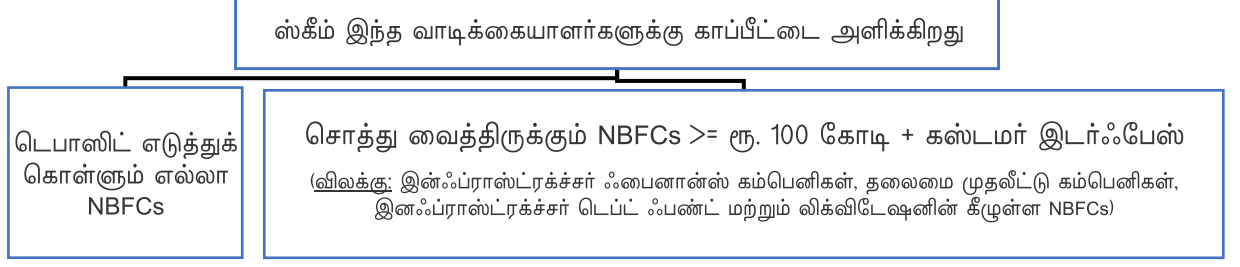 ஸ்கீம் இந்த வாடிக்கையாளர்களுக்கு காப்பீட்டை அளிக்கிறது
டெபாஸிட் எடுத்துக்
கொள்ளும் எல்லா
NBFCs
சொத்து வைத்திருக்கும் NBFCs >= ரூ. 100 கோடி + கஸ்டமர் இடர்ஃபேஸ்
(விலக்கு: இன்ஃப்ராஸ்ட்ரக்ச்சர் ஃபைனான்ஸ் கம்பெனிகள், தலைமை முதலீட்டு கம்பெனிகள்,
இனஃப்ராஸ்ட்ரக்ச்சர் டெப்ட் ஃபண்ட் மற்றும் லிக்விடேஷனின் கீழுள்ள NBFCs)